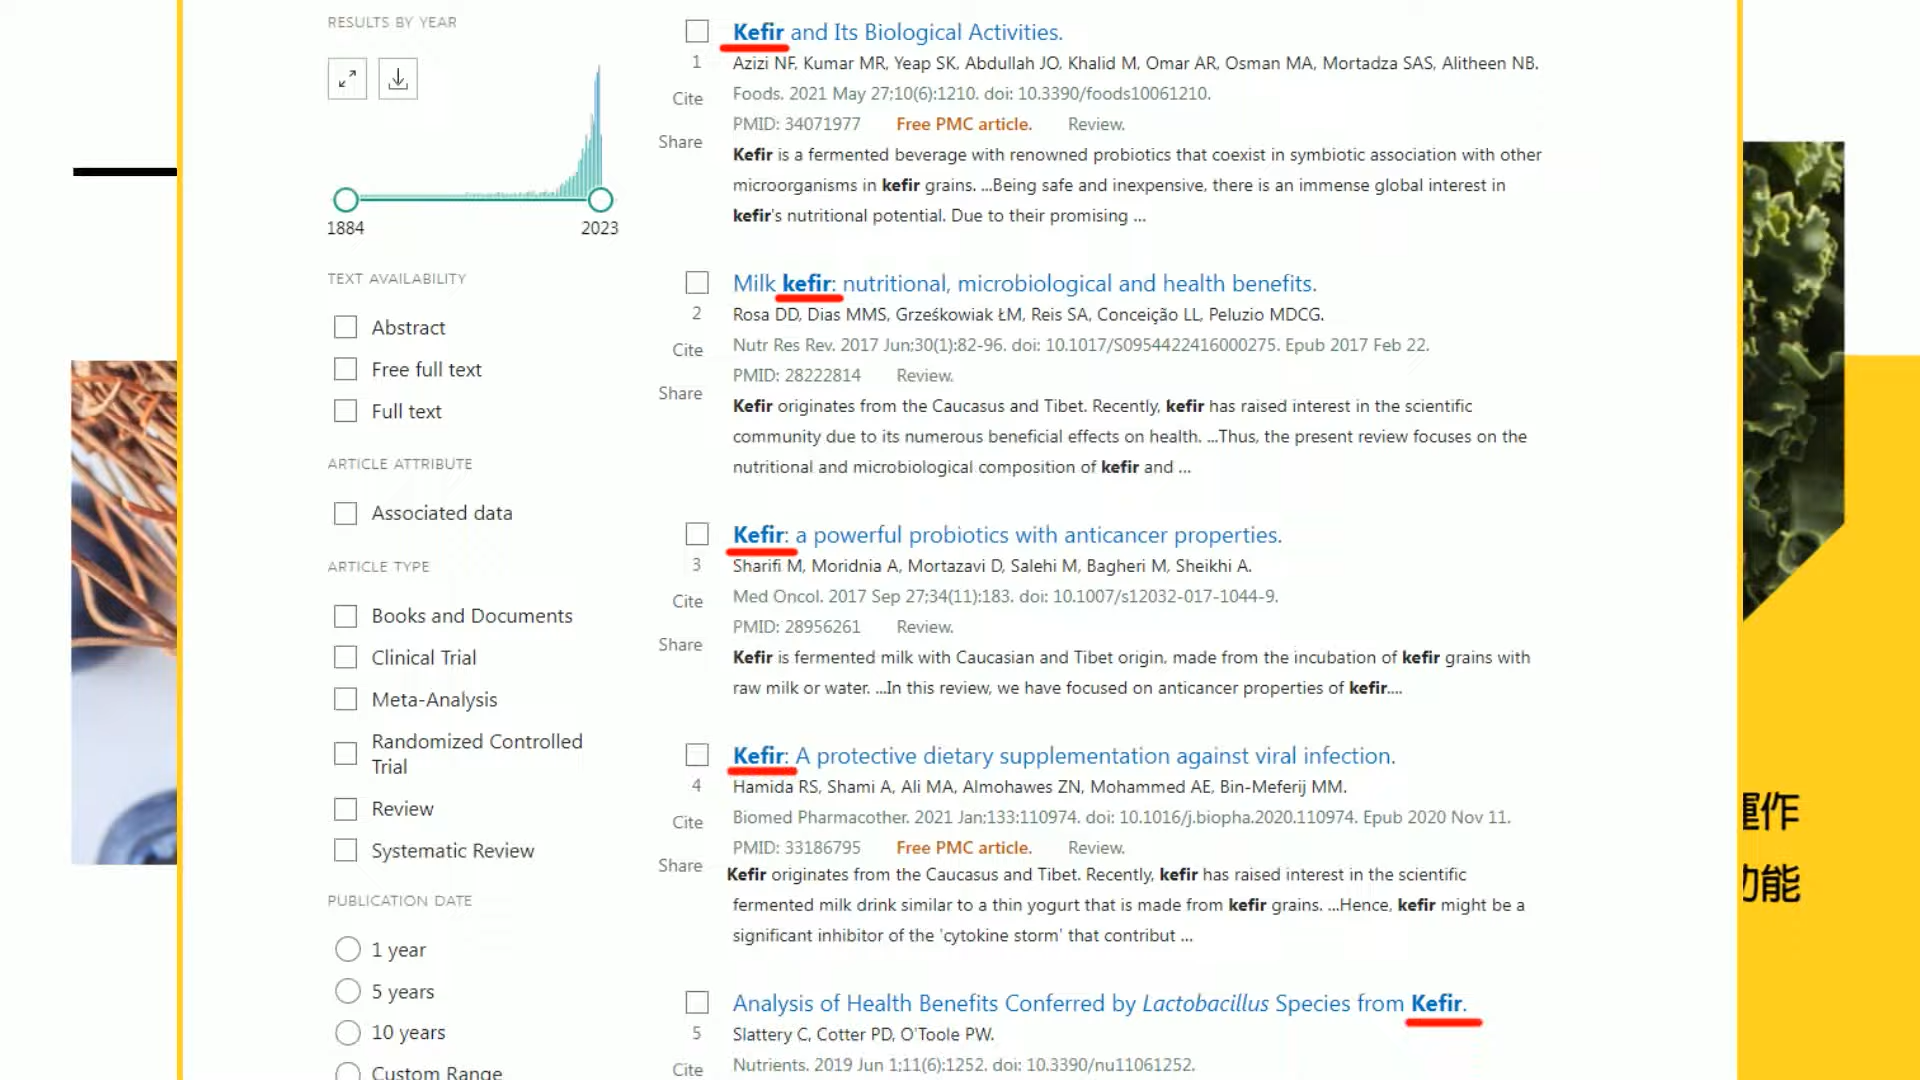 RESULTS BY YEAR
1884
2023
TEXT AVAILABILITY
Abstract
Free full text
Full text
ARTICLE ATTRIBUTE
Associated data
ARTICLE TYPE
Books and Documents
Clinical Trial
Meta-Analysis
Randomized Controlled
Trial
Review
Systematic Review
PUBLICATION DATE
1 year
5 years
10 years
Custom Range
Kefir and Its Biological Activities.
1
Azizi NF, Kumar MR, Yeap SK, Abdullah JO, Khalid M, Omar AR, Osman MA, Mortadza SAS, Alitheen NB.
Cite
Foods. 2021 May 27;10(6):1210. doi: 10.3390/foods10061210.
PMID: 34071977 Free PMC article. Review.
Share
Kefir is a fermented beverage with renowned probiotics that coexist in symbiotic association with other
microorganisms in kefir grains. ...Being safe and inexpensive, there is an immense global interest in
kefir's nutritional potential. Due to their promising ...
Milk kefir: nutritional, microbiological and health benefits.
2
Rosa DD, Dias MMS, Grześkowiak ŁM, Reis SA, Conceição LL, Peluzio MDCG.
Cite
Nutr Res Rev. 2017 Jun;30(1):82-96. doi: 10.1017/S0954422416000275. Epub 2017 Feb 22.
PMID: 28222814 Review.
Share
Kefir originates from the Caucasus and Tibet. Recently, kefir has raised interest in the scientific
community due to its numerous beneficial effects on health. ...Thus, the present review focuses on the
nutritional and microbiological composition of kefir and ...
Kefir: a powerful probiotics with anticancer properties.
3
Sharifi M, Moridnia A, Mortazavi D, Salehi M, Bagheri M, Sheikhi A.
Cite
Med Oncol. 2017 Sep 27;34(11):183. doi: 10.1007/s12032-017-1044-9.
PMID: 28956261 Review.
Share
Kefir is fermented milk with Caucasian and Tibet origin, made from the incubation of kefir grains with
raw milk or water. ...In this review, we have focused on anticancer properties of kefir....
Kefir: A protective dietary supplementation against viral infection.
4
Hamida RS, Shami A, Ali MA, Almohawes ZN, Mohammed AE, Bin-Meferij MM.
Cite
Biomed Pharmacother. 2021 Jan;133:110974. doi: 10.1016/j.biopha.2020.110974. Epub 2020 Nov 11.
PMID: 33186795 Free PMC article. Review.
Share
Kefir originates from the Caucasus and Tibet. Recently, kefir has raised interest in the scientific
fermented milk drink similar to a thin yogurt that is made from kefir grains. ...Hence, kefir might be a
significant inhibitor of the 'cytokine storm' that contribut ...
Analysis of Health Benefits Conferred by Lactobacillus Species from Kefir.
5
Slattery C, Cotter PD, O'Toole PW.
Cite
Nutrients. 2019 Jun 1;11(6):1252. doi: 10.3390/nu11061252.
運作
功能